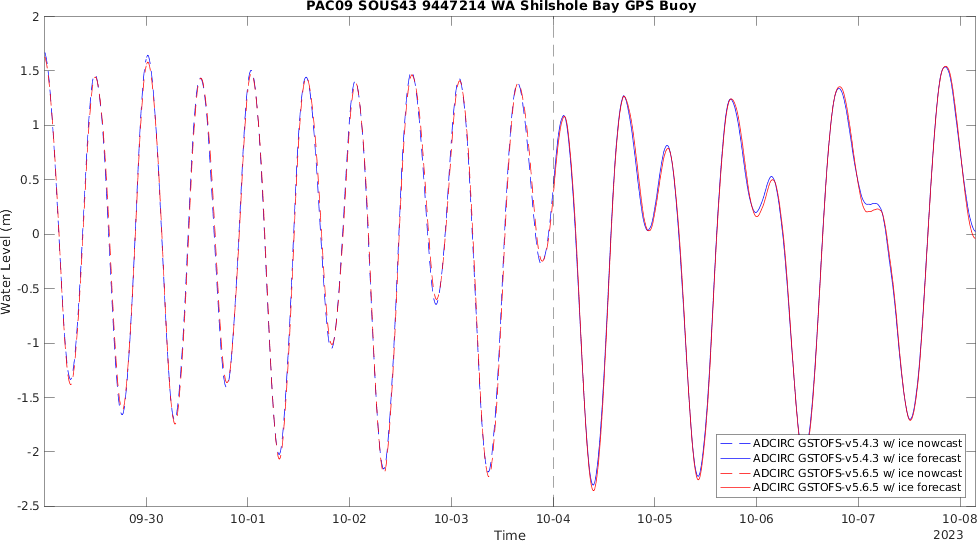 PAC09 SOUS43 9447214 WA Shilshole Bay GPS Buoy
2
1.5
1
0.5
0
-0.5
-1
-1.5
-2
-2.5
Water Level (m)
ADCIRC GSTOFS-v5.4.3 w/ ice nowcast
ADCIRC GSTOFS-v5.4.3 w/ ice forecast
ADCIRC GSTOFS-v5.6.5 w/ ice nowcast
ADCIRC GSTOFS-v5.6.5 w/ ice forecast
09-30 10-01 10-02 10-03 10-04 10-05 10-06 10-07 10-08
Time 2023